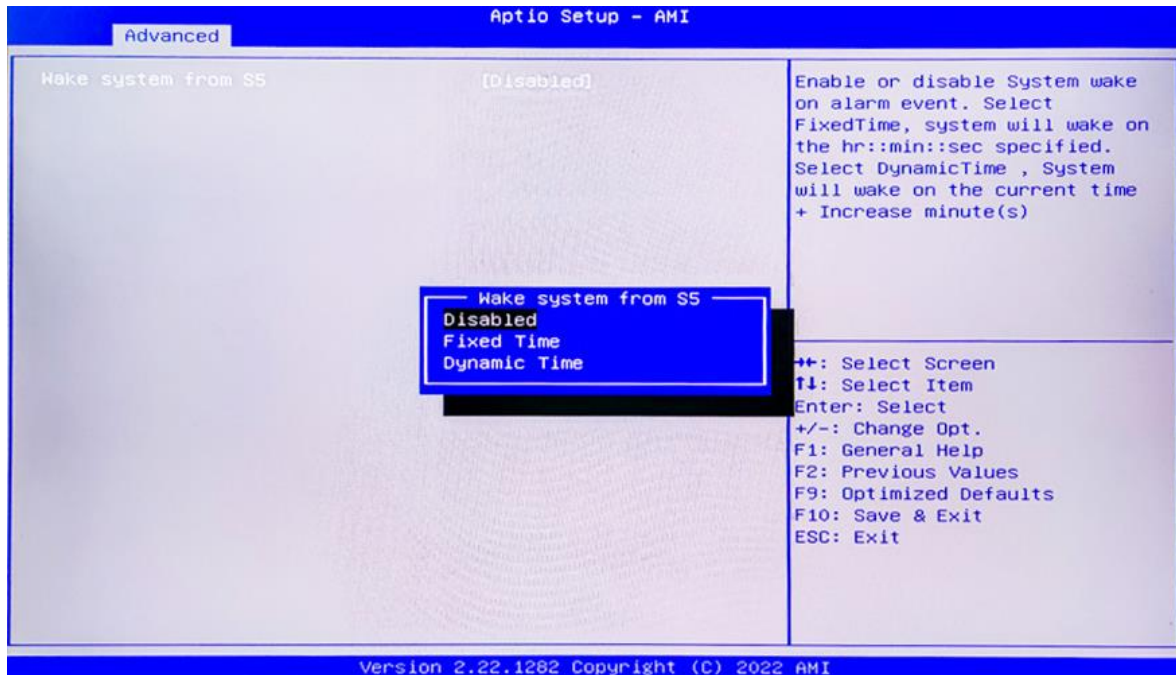 Aptio Setup - AMI
Advanced
Wake system from S5 [Disabled]
Enable or disable System wake
on alarm event. Select
FixedTime, system will wake on
the hr::min::sec specified.
Select DynamicTime , System
will wake on the current time
+ Increase minute(s)
Wake system from S5
Disabled
Fixed Time
Dynamic Time
→←: Select Screen
↑↓: Select Item
Enter: Select
+/-: Change Opt.
F1: General Help
F2: Previous Values
F9: Optimized Defaults
F10: Save & Exit
ESC: Exit
Version 2.22.1282 Copyright (C) 2022 AMI